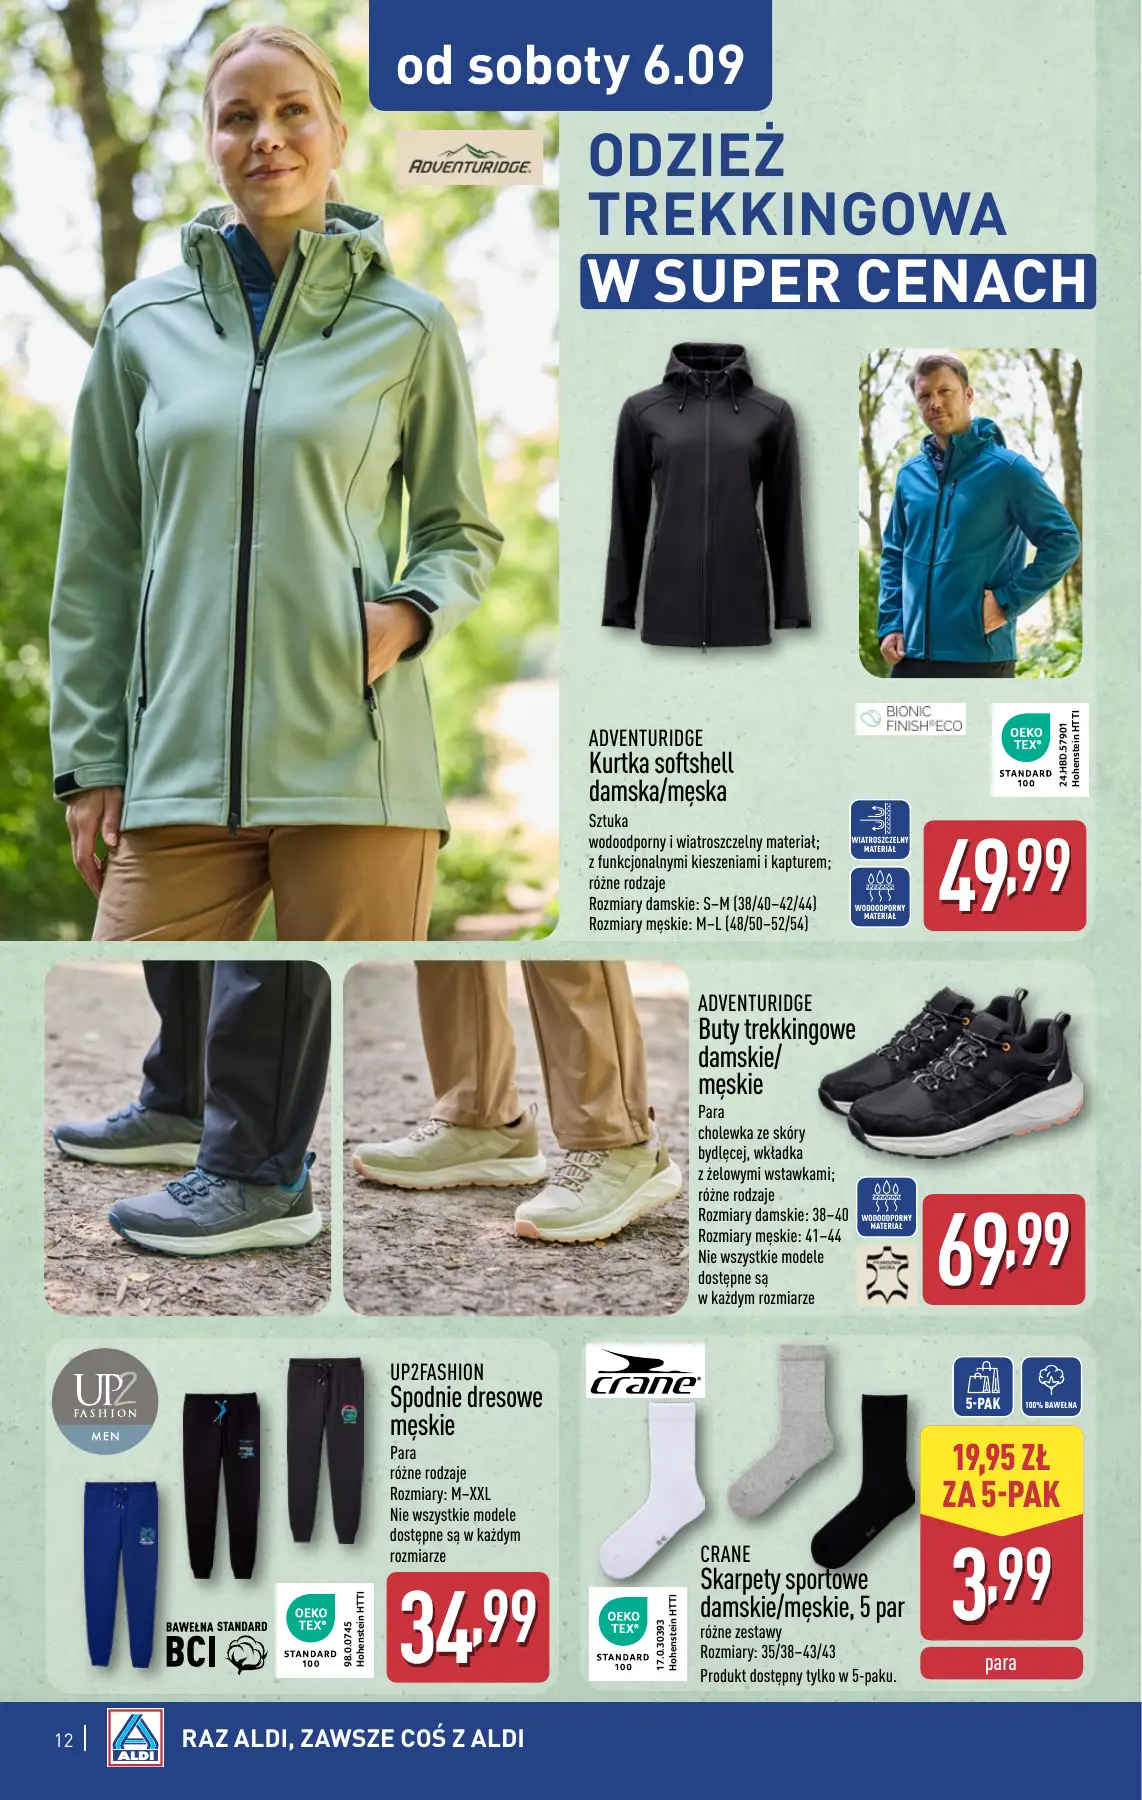 od soboty 6.09
ADVENTURIDGE®
ODZIEŻ
TREKKINGOWA
W SUPER CENACH
BIONIC
FINISH®ECO
OEKO
TEX®
STANDARD
100
24.HBD.57901
Hohenstein HTTI
ADVENTURIDGE
Kurtka softshell
damska/męska
Sztuka
wodoodporny i wiatroszczelny materiał;
z funkcjonalnymi kieszeniami i kapturem;
różne rodzaje
Rozmiary damskie: S–M (38/40–42/44)
Rozmiary męskie: M–L (48/50–52/54)
WIATROSZCZELNY
MATERIAŁ
WODOODPORNY
MATERIAŁ
49,99
ADVENTURIDGE
Buty trekkingowe
damskie/
męskie
Para
cholewka ze skóry
bydlęcej, wkładka
z żelowymi wstawkami;
różne rodzaje
Rozmiary damskie: 38–40
Rozmiary męskie: 41–44
Nie wszystkie modele
dostępne są
w każdym rozmiarze
WODOODPORNY
MATERIAŁ
69,99
UP2
FASHION
MEN
UP2FASHION
Spodnie dresowe
męskie
Para
różne rodzaje
Rozmiary: M–XXL
Nie wszystkie modele
dostępne są w każdym
rozmiarze
BAWEŁNA STANDARD
BCI
OEKO
TEX®
STANDARD
100
98.0.0745
Hohenstein HTTI
34,99
crane®
5-PAK
100% BAWEŁNA
19,95 ZŁ
ZA 5-PAK
3,99
para
CRANE
Skarpety sportowe
damskie/męskie, 5 par
różne zestawy
Rozmiary: 35/38–43/43
Produkt dostępny tylko w 5-paku.
OEKO
TEX®
STANDARD
100
17.0.30393
Hohenstein HTTI
12
ALDI
RAZ ALDI, ZAWSZE COŚ Z ALDI